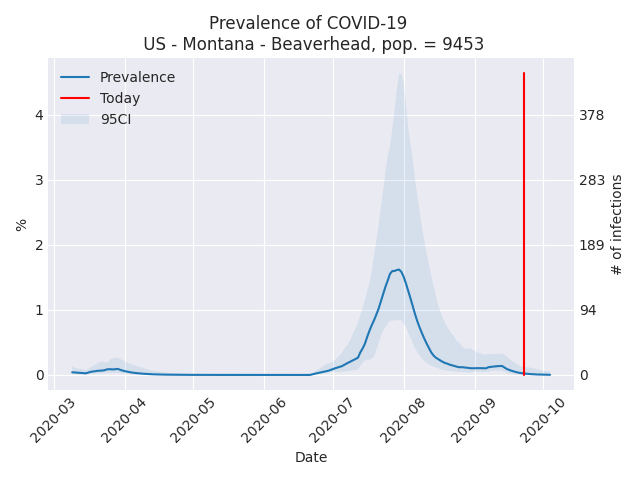 Prevalence of COVID-19
US - Montana - Beaverhead, pop. = 9453
Prevalence
Today
95CI
4
3
2
1
0
%
378
283
189
94
0
# of infections
2020-03
2020-04
2020-05
2020-06
2020-07
2020-08
2020-09
2020-10
Date